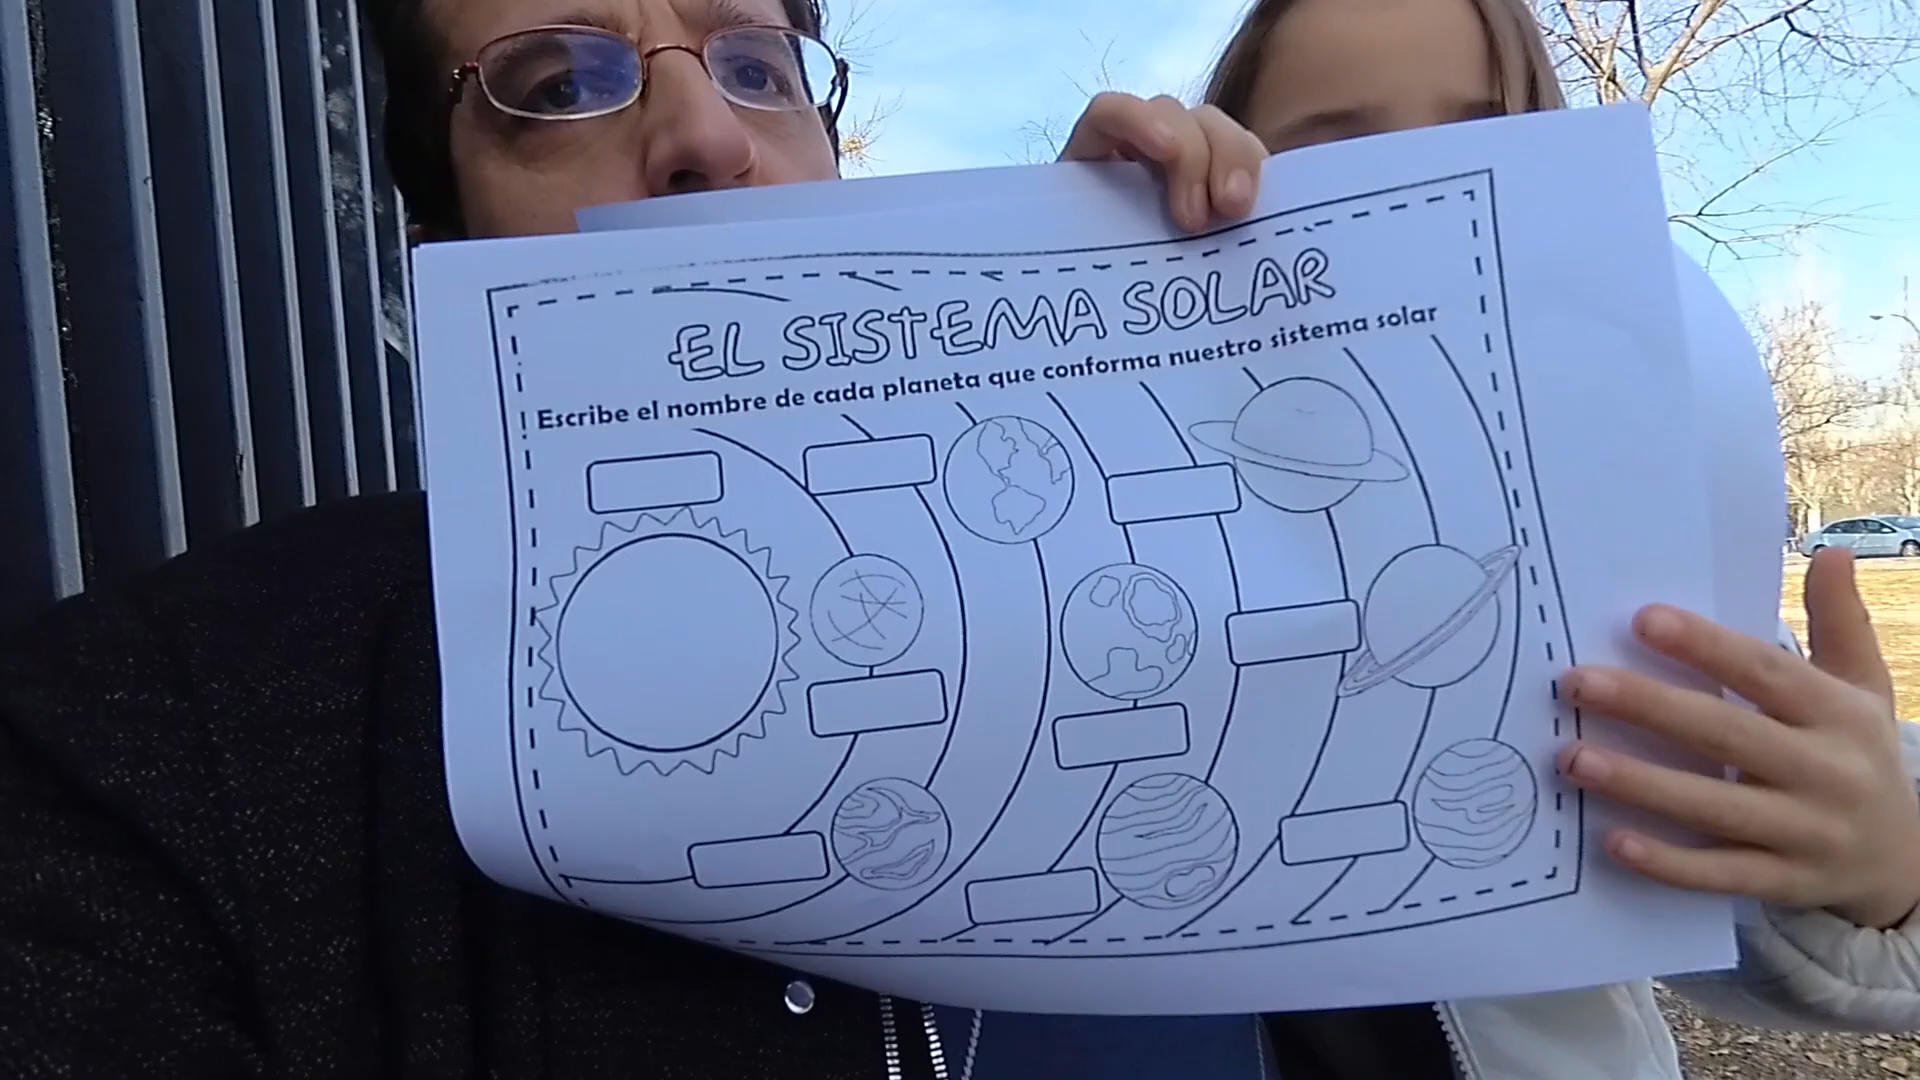 EL SISTEMA SOLAR
Escribe el nombre de cada planeta que conforma nuestro sistema solar